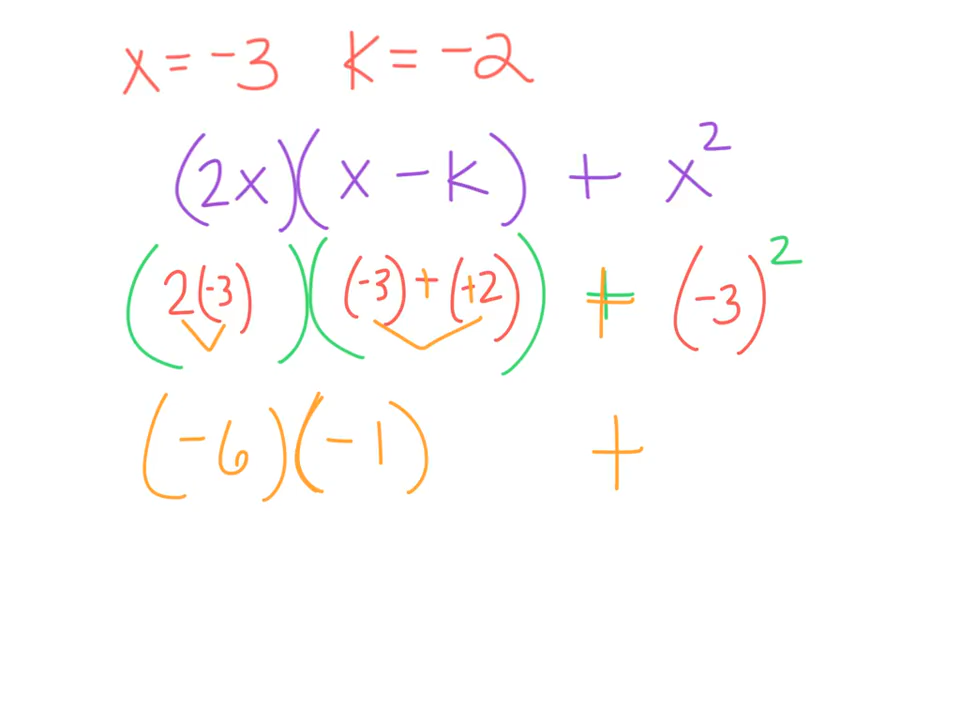 x = -3 k = -2
(2x)(x - k) + x²
(2(-3))((-3) + (+2)) + (-3)²
(-6)(-1) +